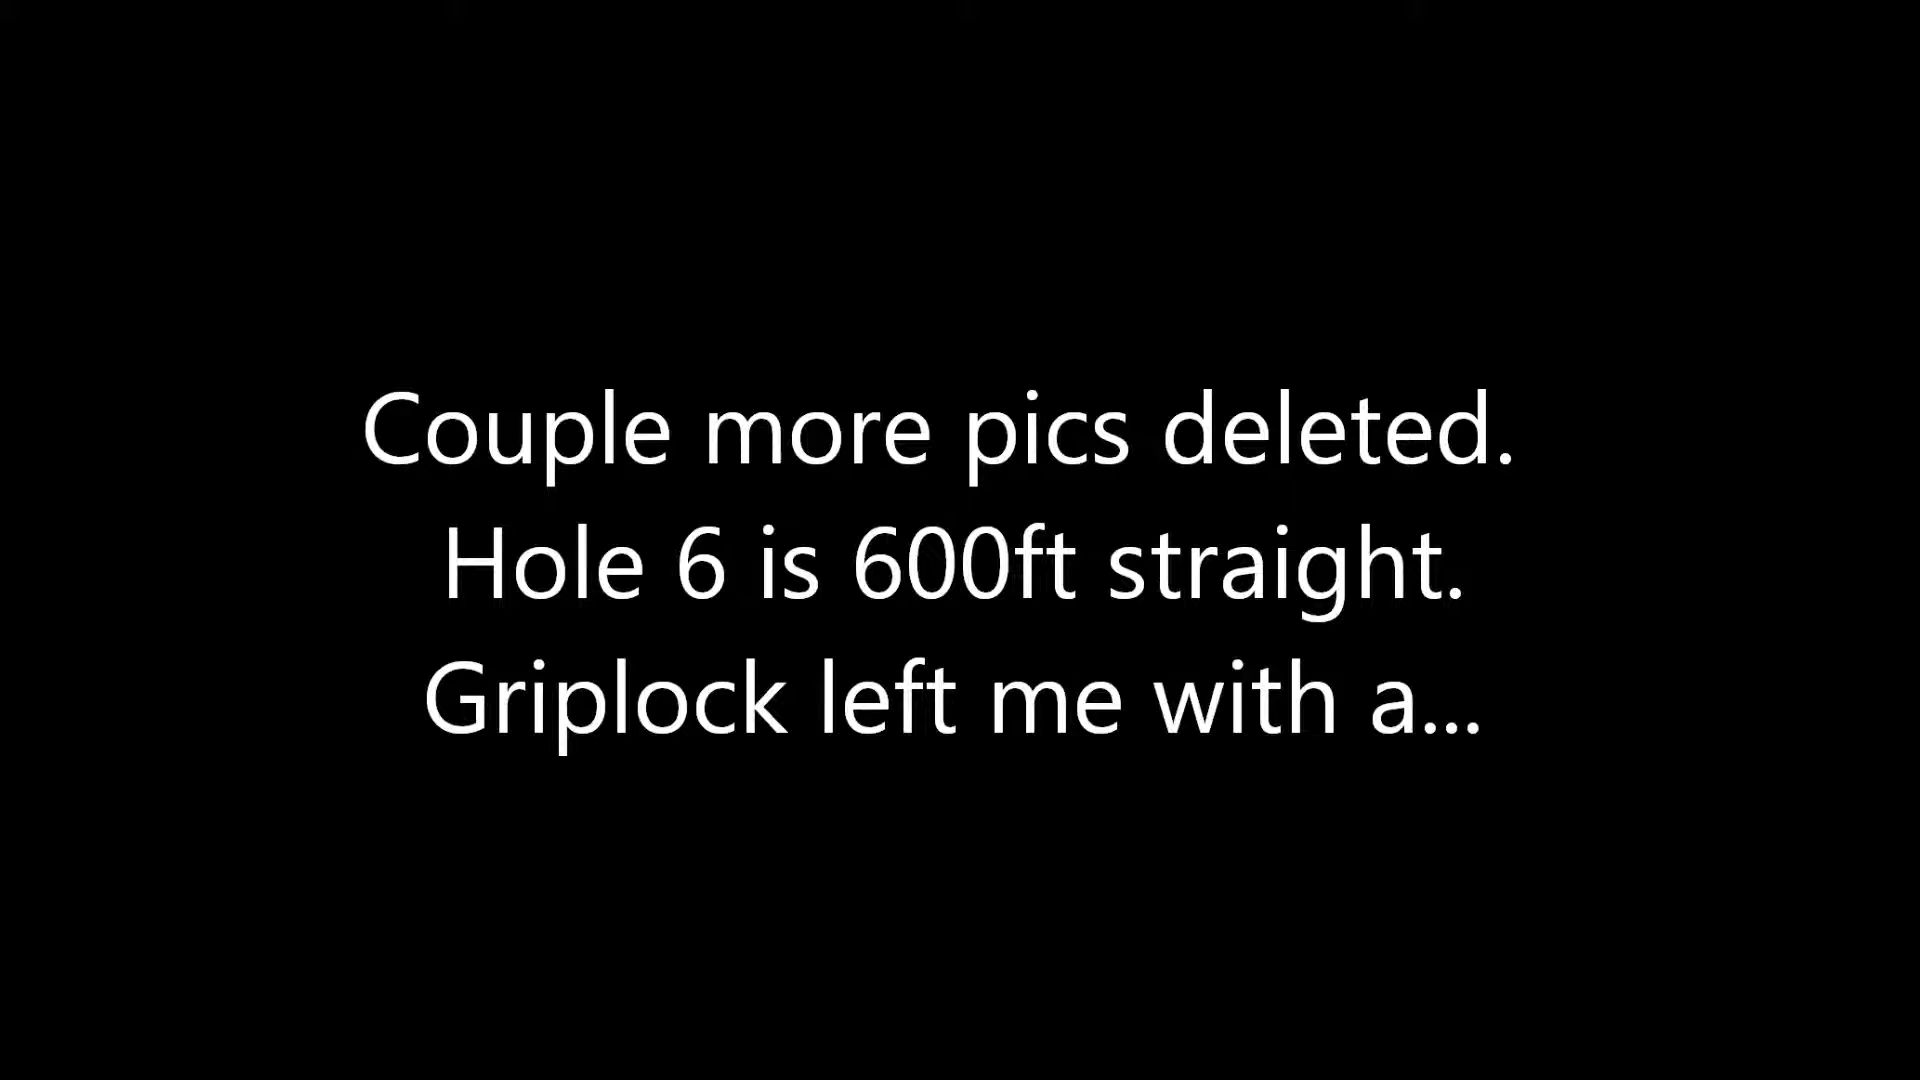 Couple more pics deleted.
Hole 6 is 600ft straight.
Griplock left me with a...